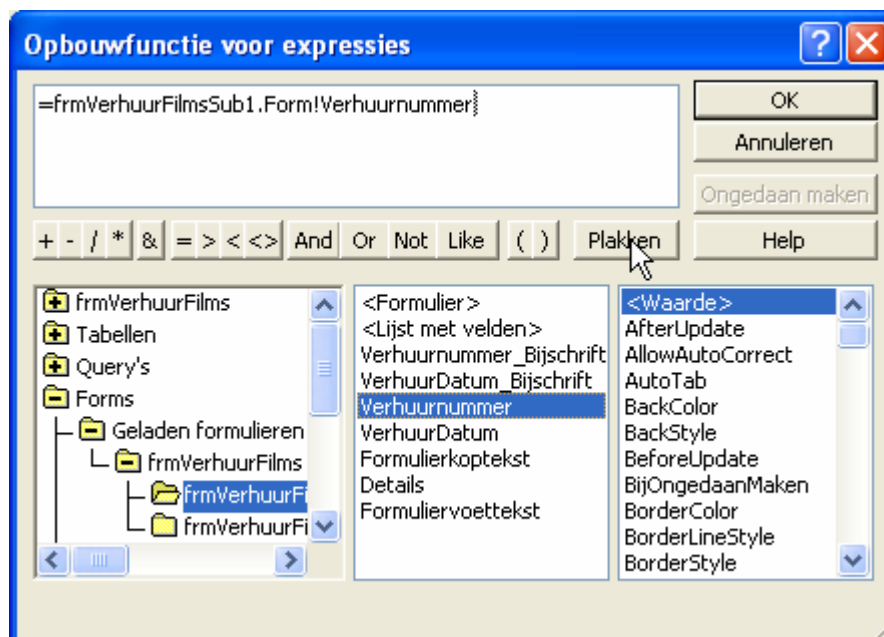 Opbouwfunctie voor expressies
=frmVerhuurFilmsSub1.Form!Verhuurnummer
OK
Annuleren
Ongedaan maken
+ - / * & = > < <> And Or Not Like ( ) Plakken
Help
frmVerhuurFilms
Tabellen
Query's
Forms
Geladen formulieren
frmVerhuurFilms
frmVerhuurFi
frmVerhuurFi
<Formulier>
<Lijst met velden>
Verhuurnummer_Bijschrift
VerhuurDatum_Bijschrift
Verhuurnummer
VerhuurDatum
Formulierkoptekst
Details
Formuliervoettekst
<Waarde>
AfterUpdate
AllowAutoCorrect
AutoTab
BackColor
BackStyle
BeforeUpdate
BijOngedaanMaken
BorderColor
BorderLineStyle
BorderStyle